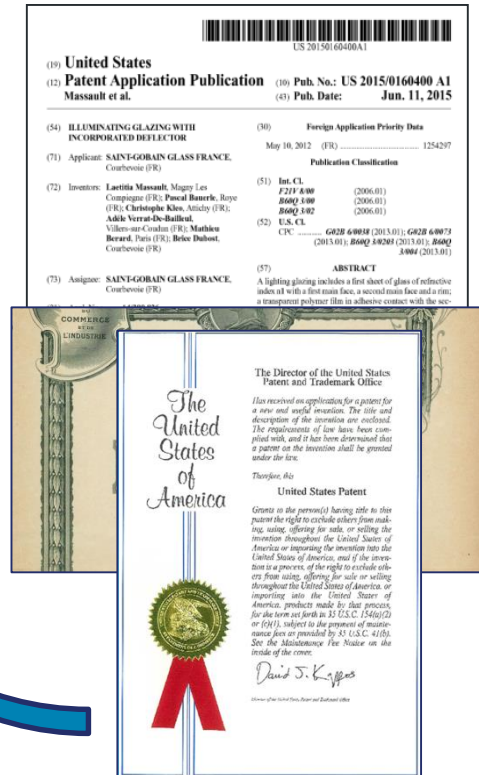 US 20150160400A1
(19) United States
(12) Patent Application Publication (10) Pub. No.: US 2015/0160400 A1
Massault et al. (43) Pub. Date: Jun. 11, 2015
(54) ILLUMINATING GLAZING WITH
INCORPORATED DEFLECTOR
(71) Applicant: SAINT-GOBAIN GLASS FRANCE,
Courbevoie (FR)
(72) Inventors: Laetitia Massault, Magny Les
Compiegne (FR); Pascal Bauerle, Roye
(FR); Christophe Kleo, Attichy (FR);
Adèle Verrat-De-Bailleul,
Villers-sur-Coudun (FR); Mathieu
Berard, Paris (FR); Brice Dubost,
Courbevoie (FR)
(73) Assignee: SAINT-GOBAIN GLASS FRANCE,
Courbevoie (FR)
(30) Foreign Application Priority Data
May 10, 2012 (FR) 1254297
Publication Classification
(51) Int. Cl.
F21V 8/00 (2006.01)
B60Q 3/00 (2006.01)
B60Q 3/02 (2006.01)
(52) U.S. Cl.
CPC G02B 6/0038 (2013.01); G02B 6/0073
(2013.01); B60Q 3/0203 (2013.01); B60Q
3/004 (2013.01)
(57) ABSTRACT
A lighting glazing includes a first sheet of glass of refractive
index n1 with a first main face, a second main face and a rim;
a transparent polymer film in adhesive contact with the sec-
COMMERCE
ET DE
L'INDUSTRIE
The
United
States
of
America
The Director of the United States
Patent and Trademark Office
Has received an application for a patent for
a new and useful invention. The title and
description of the invention are enclosed.
The requirements of law have been com-
plied with, and it has been determined that
a patent on the invention shall be granted
under the law.
Therefore, this
United States Patent
Grants to the person(s) having title to this
patent the right to exclude others from mak-
ing, using, offering for sale, or selling the
invention throughout the United States of
America or importing the invention into the
United States of America, and if the inven-
tion is a process, of the right to exclude oth-
ers from using, offering for sale or selling
throughout the United States of America, or
importing into the United States of
America, products made by that process,
for the term set forth in 35 U.S.C. 154(a)(2)
or (c)(1), subject to the payment of mainte-
nance fees as provided by 35 U.S.C. 41(b).
See the Maintenance Fee Notice on the
inside of the cover.
David J. Kappos